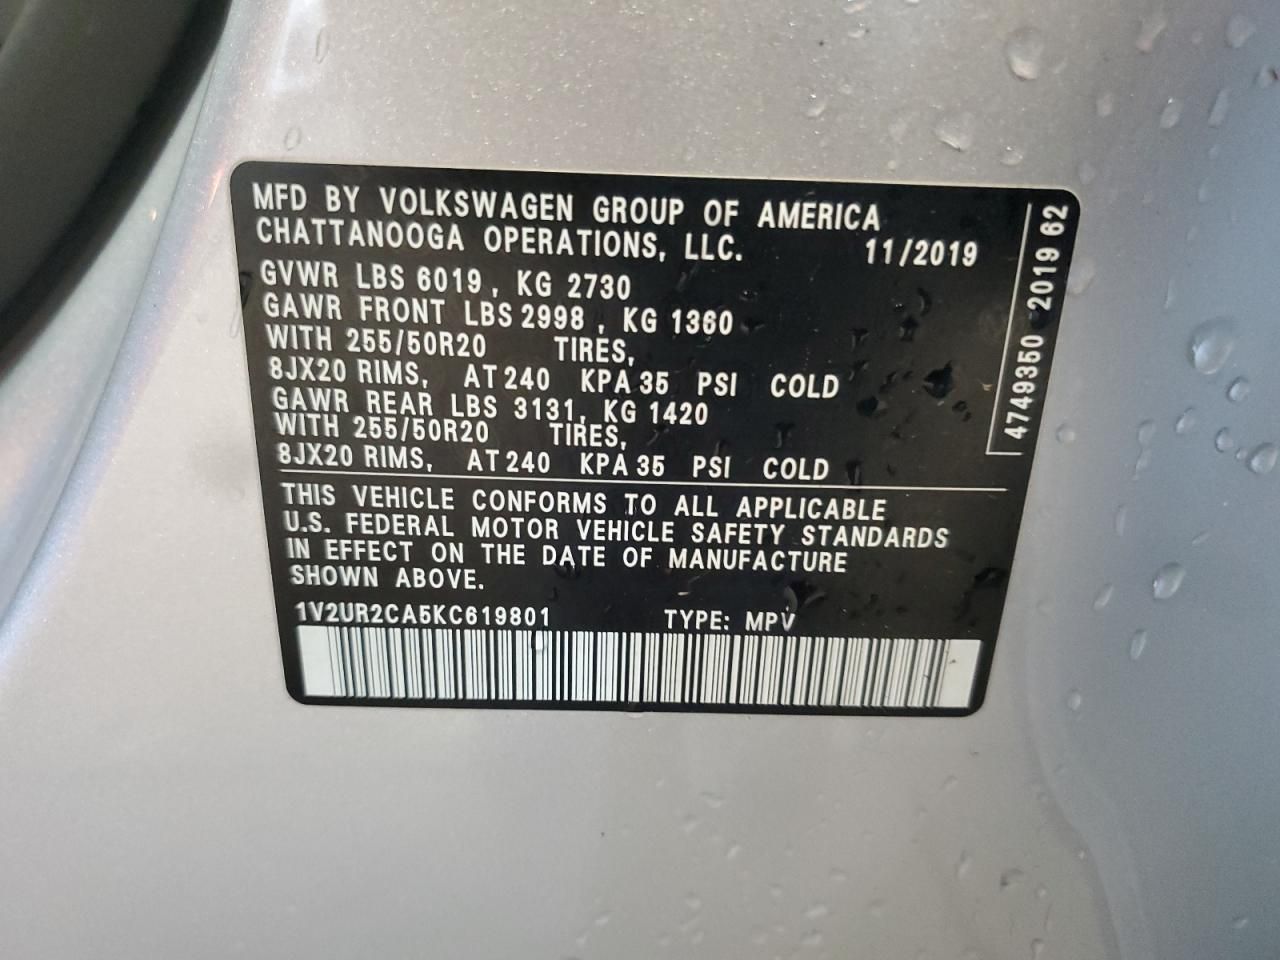 MFD BY VOLKSWAGEN GROUP OF AMERICA
CHATTANOOGA OPERATIONS, LLC. 11/2019
GVWR LBS 6019, KG 2730
GAWR FRONT LBS 2998, KG 1360
WITH 255/50R20 TIRES,
8JX20 RIMS, AT 240 KPA 35 PSI COLD
GAWR REAR LBS 3131, KG 1420
WITH 255/50R20 TIRES,
8JX20 RIMS, AT 240 KPA 35 PSI COLD
THIS VEHICLE CONFORMS TO ALL APPLICABLE
U.S. FEDERAL MOTOR VEHICLE SAFETY STANDARDS
IN EFFECT ON THE DATE OF MANUFACTURE
SHOWN ABOVE.
1V2UR2CA5KC619801 TYPE: MPV
4749350 2019 62